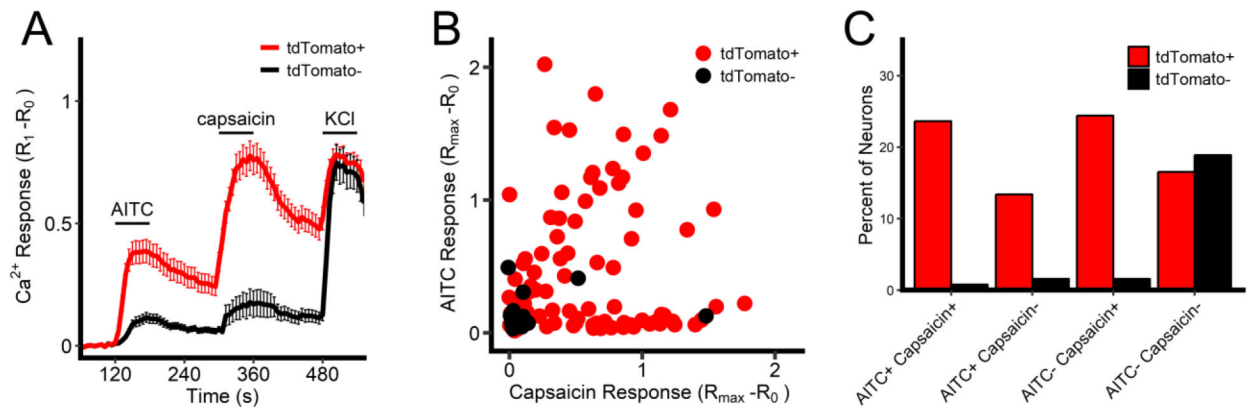 A
Ca2+ Response (R1 -R0)
1
0.5
0
tdTomato+
tdTomato-
AITC
capsaicin
KCl
120 240 360 480
Time (s)
B
AITC Response (Rmax -R0)
2
1
0
tdTomato+
tdTomato-
0 1 2
Capsaicin Response (Rmax -R0)
C
Percent of Neurons
30
20
10
0
tdTomato+
tdTomato-
AITC+ Capsaicin+
AITC+ Capsaicin-
AITC- Capsaicin+
AITC- Capsaicin-